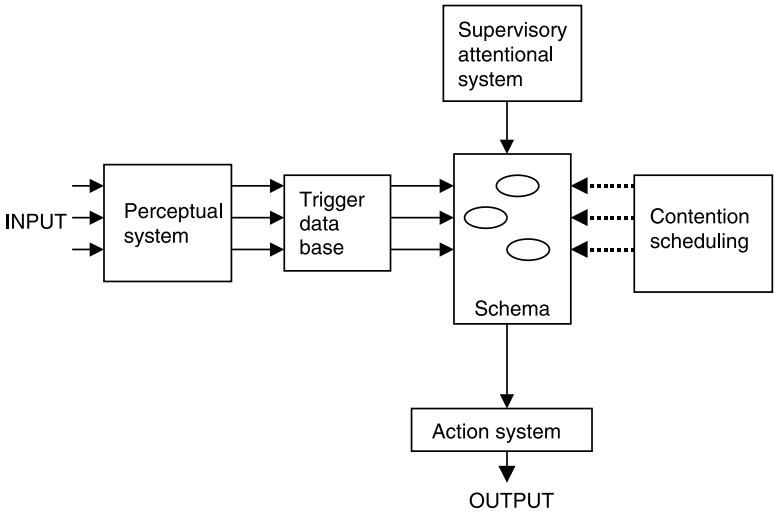 Supervisory
attentional
system
INPUT
Perceptual
system
Trigger
data
base
Schema
Contention
scheduling
Action system
OUTPUT